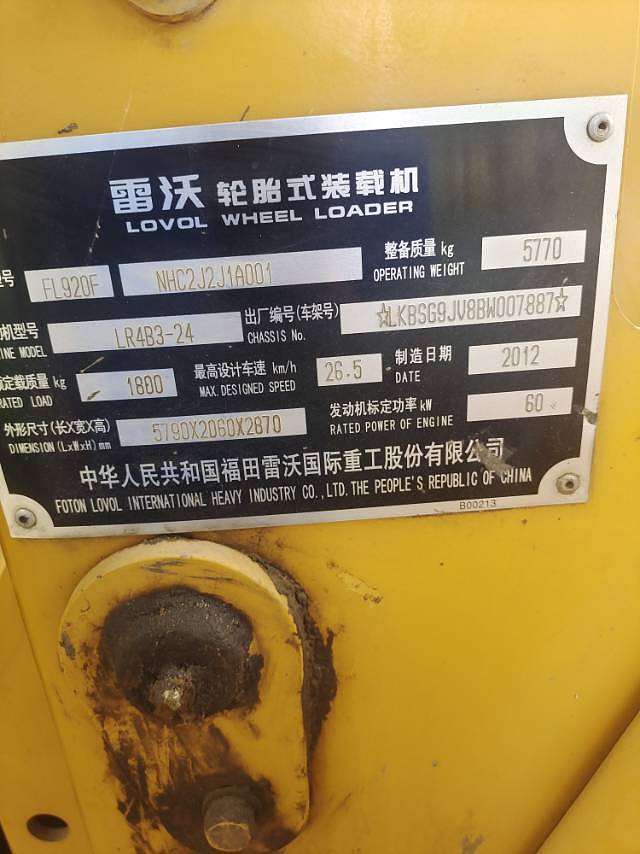 雷沃 轮胎式装载机
LOVOL WHEEL LOADER
号 FL920F NHC2J2J1A001 整备质量 kg 5770
OPERATING WEIGHT
机型号 LR4B3-24 出厂编号(车架号) ☆LKBSG9JV8BW007887☆
INE MODEL CHASSIS No.
定载质量 kg 1800 最高设计车速 km/h 26.5 制造日期 2012
RATED LOAD MAX. DESIGNED SPEED DATE
外形尺寸(长X宽X高) 5790X2060X2870 发动机标定功率 kW 60
DIMENSION (LxWxH) mm RATED POWER OF ENGINE
中华人民共和国福田雷沃国际重工股份有限公司
FOTON LOVOL INTERNATIONAL HEAVY INDUSTRY CO., LTD. THE PEOPLE'S REPUBLIC OF CHINA
B00213